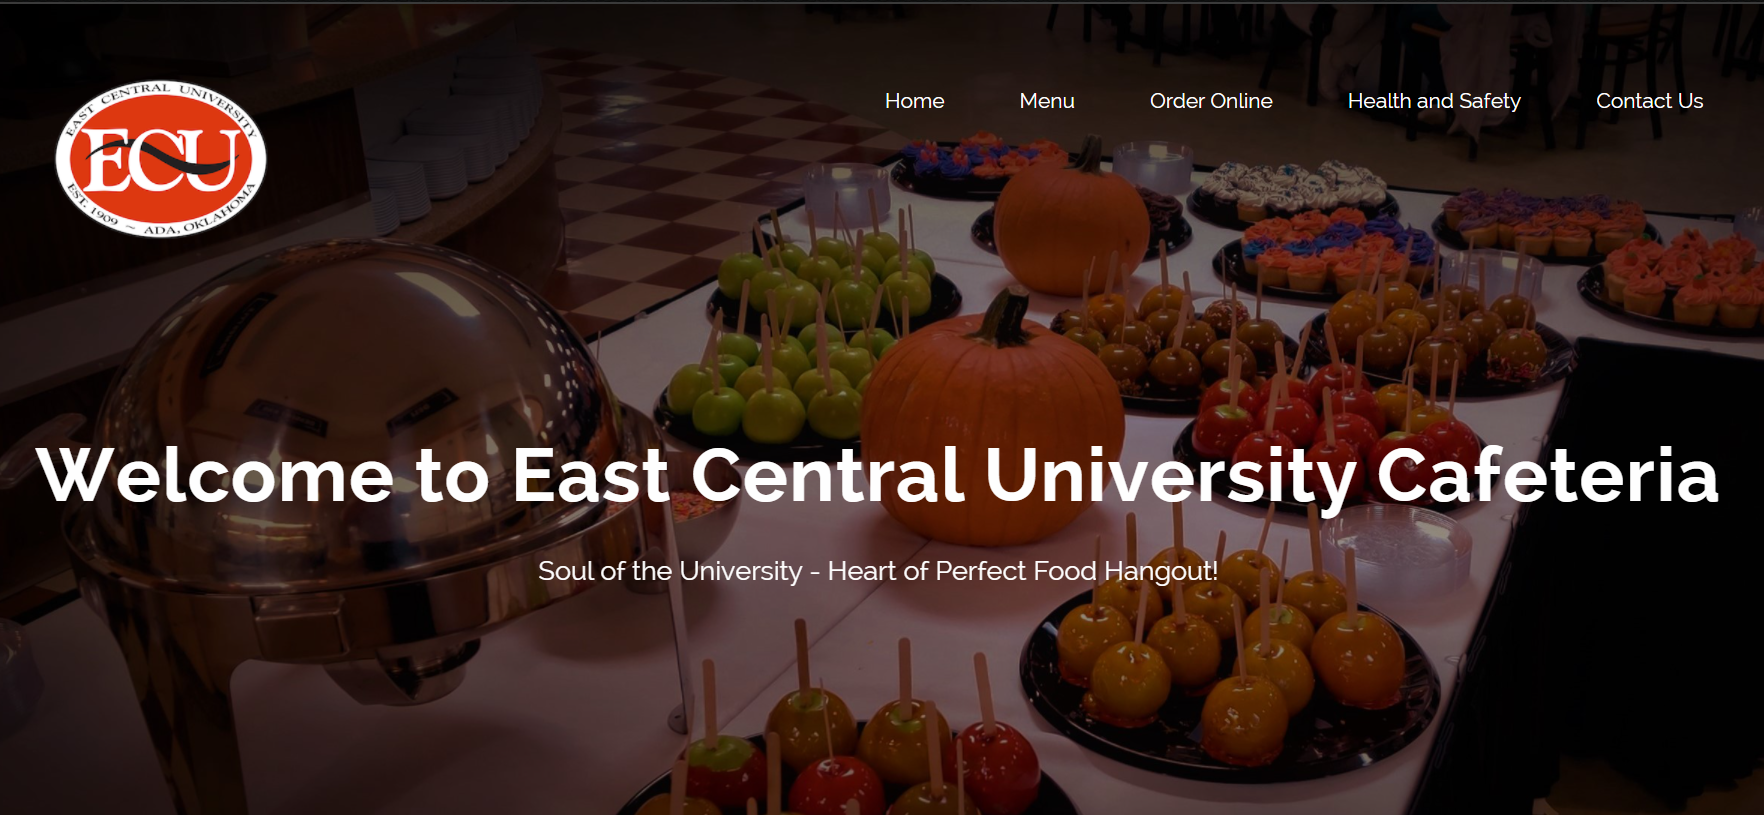 EAST CENTRAL UNIVERSITY
ECU
EST. 1909 ~ ADA, OKLAHOMA
Home
Menu
Order Online
Health and Safety
Contact Us
Welcome to East Central University Cafeteria
Soul of the University - Heart of Perfect Food Hangout!